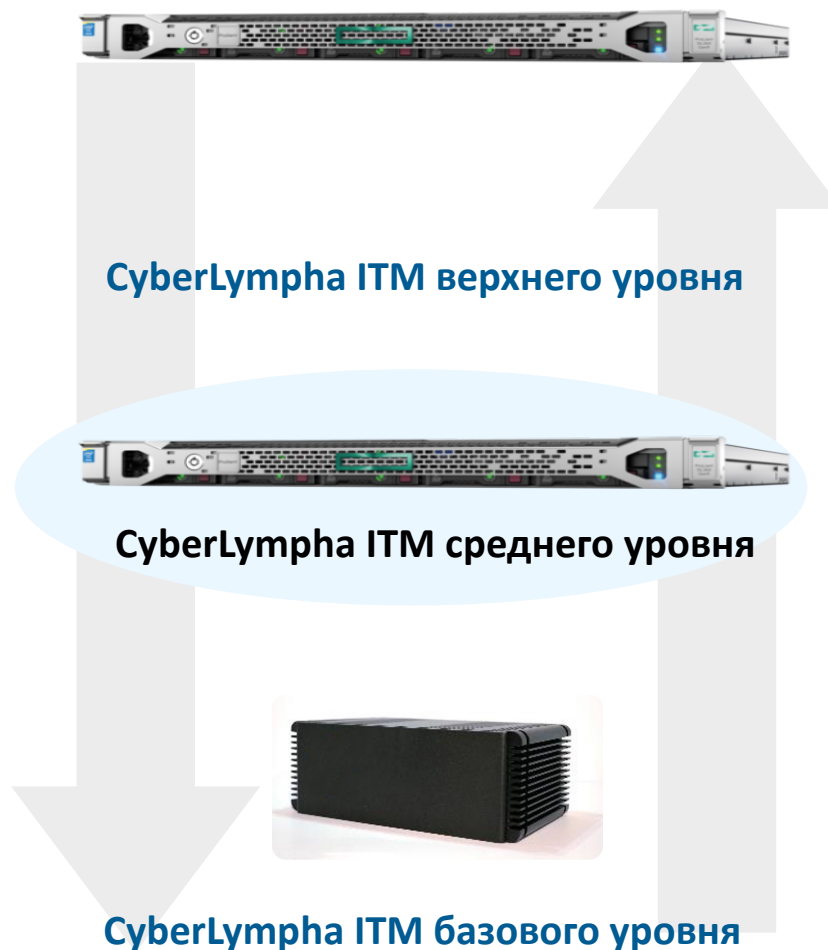 CyberLympha ITM верхнего уровня
CyberLympha ITM среднего уровня
CyberLympha ITM базового уровня